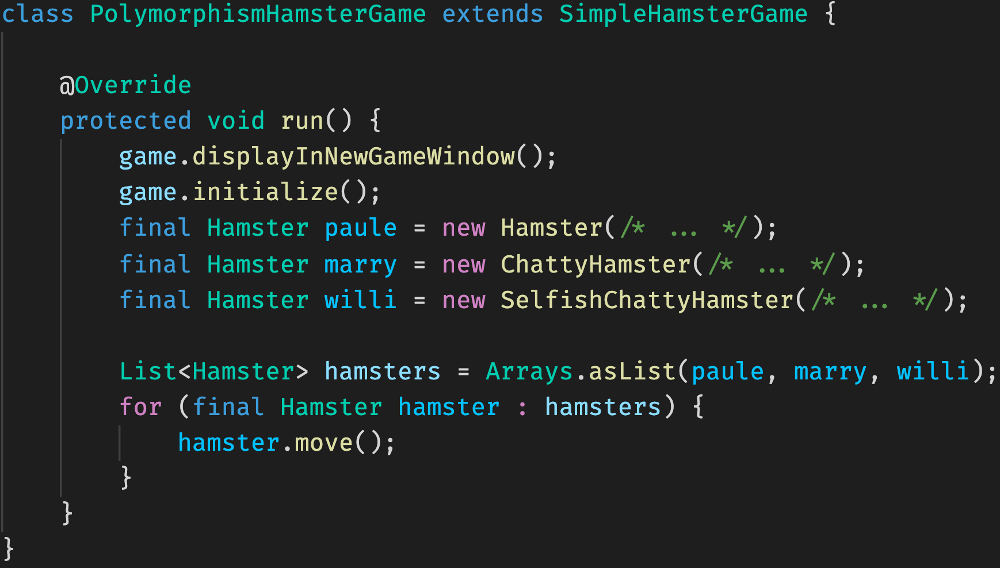 class PolymorphismHamsterGame extends SimpleHamsterGame {
@Override
protected void run() {
game.displayInNewGameWindow();
game.initialize();
final Hamster paule = new Hamster(/* ... */);
final Hamster marry = new ChattyHamster(/* ... */);
final Hamster willi = new SelfishChattyHamster(/* ... */);
List<Hamster> hamsters = Arrays.asList(paule, marry, willi);
for (final Hamster hamster : hamsters) {
hamster.move();
}
}
}